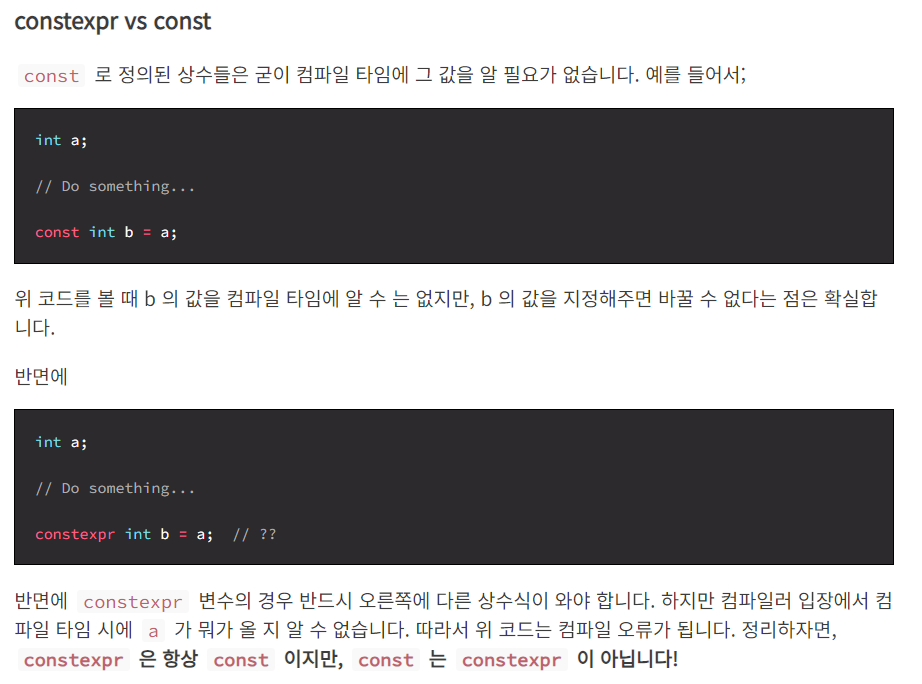 constexpr vs const
const 로 정의된 상수들은 굳이 컴파일 타임에 그 값을 알 필요가 없습니다. 예를 들어서;
int a;
// Do something...
const int b = a;
위 코드를 볼 때 b 의 값을 컴파일 타임에 알 수 는 없지만, b 의 값을 지정해주면 바꿀 수 없다는 점은 확실합
니다.
반면에
int a;
// Do something...
constexpr int b = a;  // ??
반면에 constexpr 변수의 경우 반드시 오른쪽에 다른 상수식이 와야 합니다. 하지만 컴파일러 입장에서 컴
파일 타임 시에 a 가 뭐가 올 지 알 수 없습니다. 따라서 위 코드는 컴파일 오류가 됩니다. 정리하자면,
constexpr 은 항상 const 이지만, const 는 constexpr 이 아닙니다!